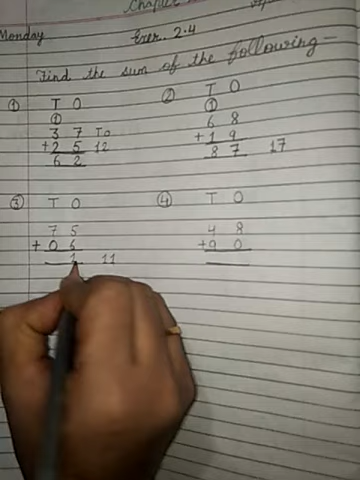 Monday
Exer. 2.4
Find the sum of the following:-
① T O
①
3 7 To
+2 5 12
6 2
② T O
①
6 8
+1 9
8 7 17
③ T O
7 5
+0 6
1 11
④ T O
4 8
+9 0